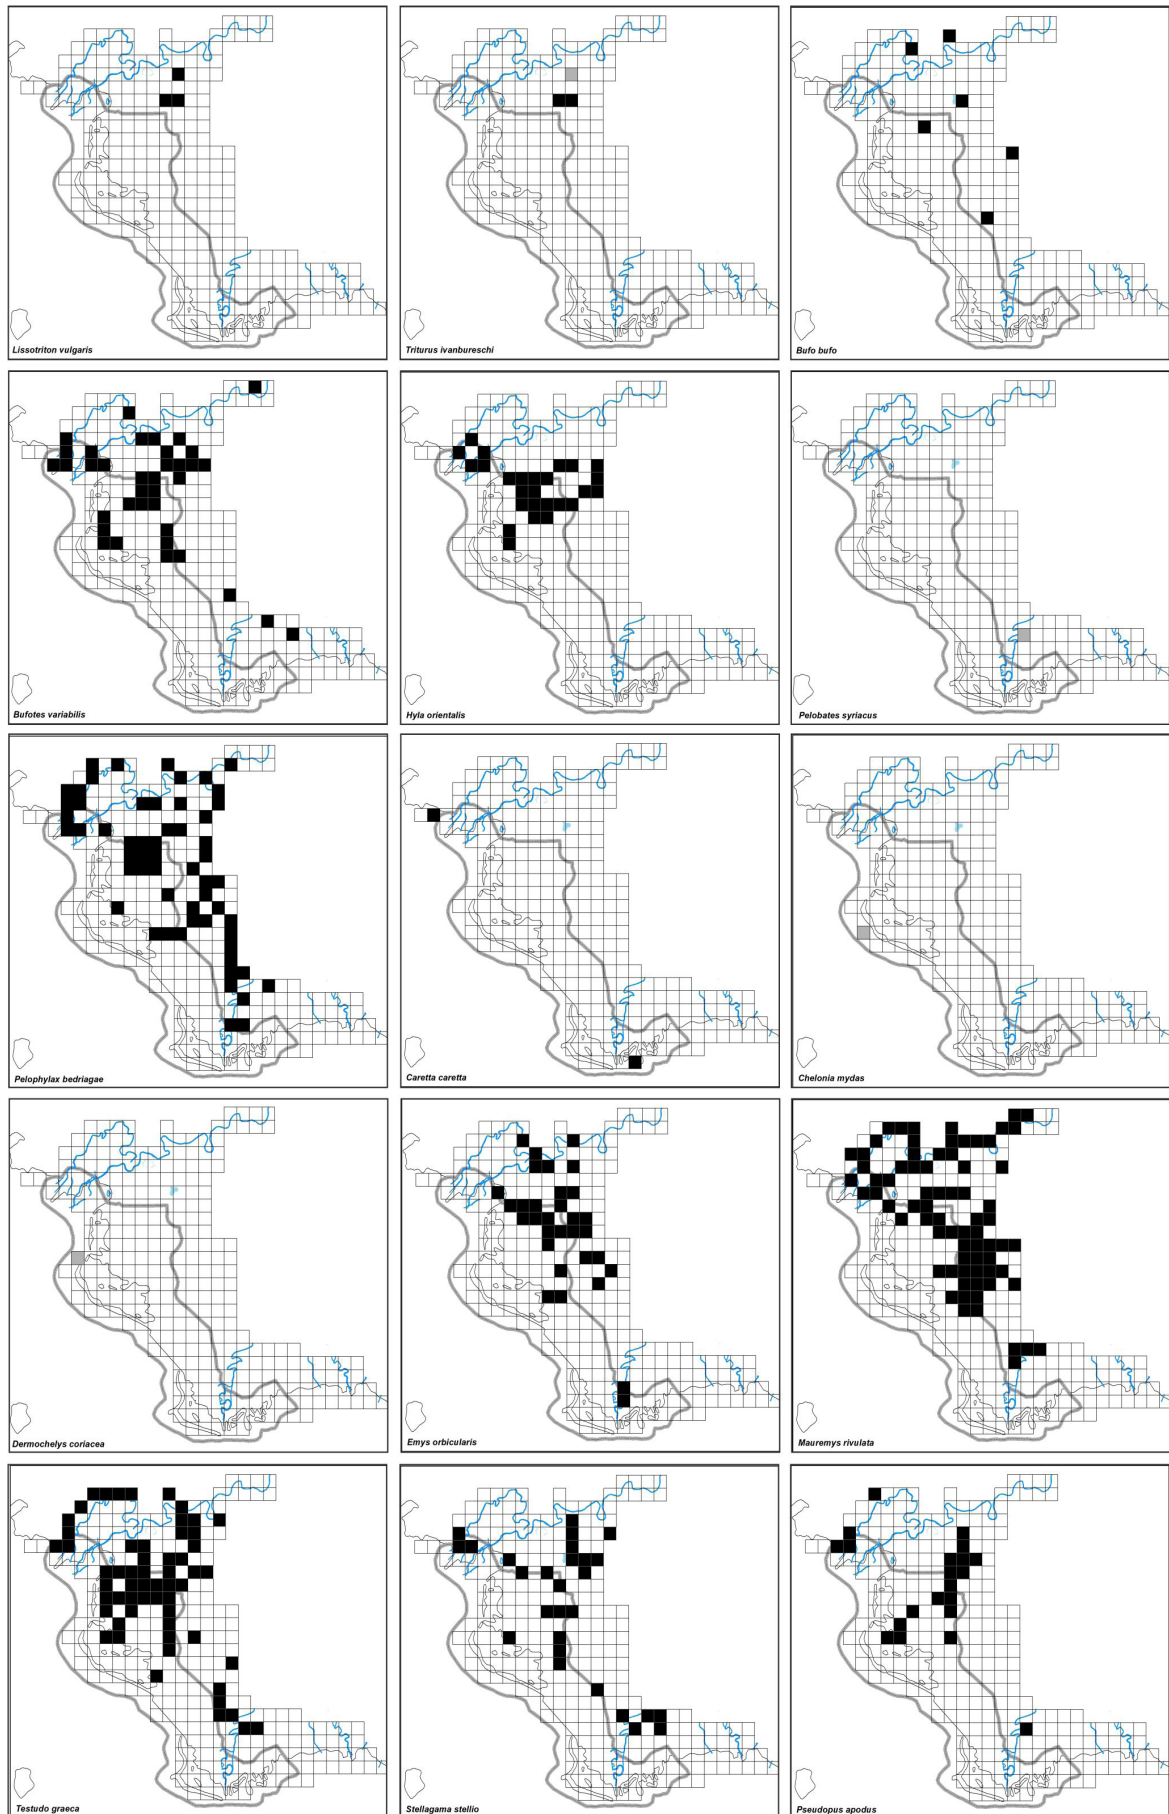 Lissotriton vulgaris
Triturus ivanbureschi
Bufo bufo
Bufotes variabilis
Hyla orientalis
Pelobates syriacus
Pelophylax bedriagae
Caretta caretta
Chelonia mydas
Dermochelys coriacea
Emys orbicularis
Mauremys rivulata
Testudo graeca
Stellagama stellio
Pseudopus apodus